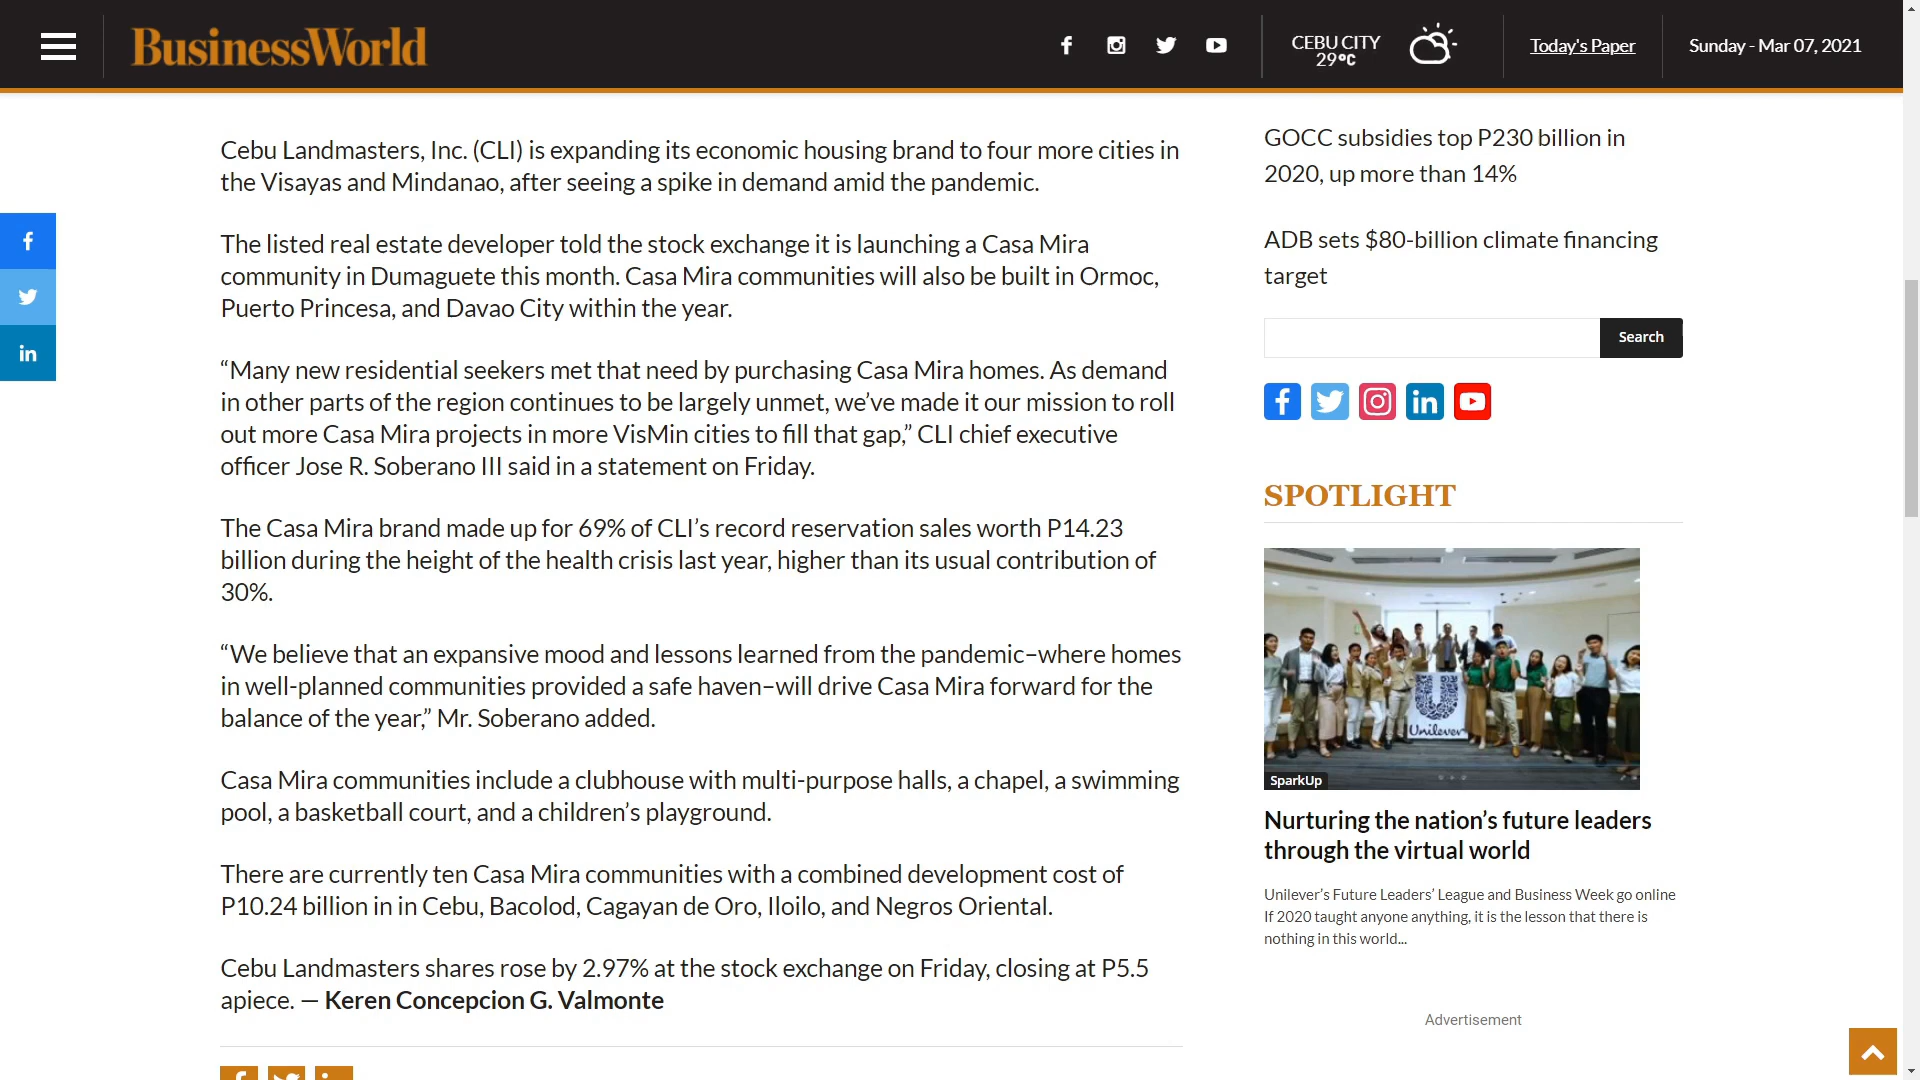 BusinessWorld
CEBU CITY
29°C
Today's Paper
Sunday - Mar 07, 2021
Cebu Landmasters, Inc. (CLI) is expanding its economic housing brand to four more cities in
the Visayas and Mindanao, after seeing a spike in demand amid the pandemic.
The listed real estate developer told the stock exchange it is launching a Casa Mira
community in Dumaguete this month. Casa Mira communities will also be built in Ormoc,
Puerto Princesa, and Davao City within the year.
“Many new residential seekers met that need by purchasing Casa Mira homes. As demand
in other parts of the region continues to be largely unmet, we’ve made it our mission to roll
out more Casa Mira projects in more VisMin cities to fill that gap,” CLI chief executive
officer Jose R. Soberano III said in a statement on Friday.
The Casa Mira brand made up for 69% of CLI’s record reservation sales worth P14.23
billion during the height of the health crisis last year, higher than its usual contribution of
30%.
“We believe that an expansive mood and lessons learned from the pandemic–where homes
in well-planned communities provided a safe haven–will drive Casa Mira forward for the
balance of the year,” Mr. Soberano added.
Casa Mira communities include a clubhouse with multi-purpose halls, a chapel, a swimming
pool, a basketball court, and a children’s playground.
There are currently ten Casa Mira communities with a combined development cost of
P10.24 billion in in Cebu, Bacolod, Cagayan de Oro, Iloilo, and Negros Oriental.
Cebu Landmasters shares rose by 2.97% at the stock exchange on Friday, closing at P5.5
apiece. — Keren Concepcion G. Valmonte
GOCC subsidies top P230 billion in
2020, up more than 14%
ADB sets $80-billion climate financing
target
Search
SPOTLIGHT
Unilever
SparkUp
Nurturing the nation’s future leaders
through the virtual world
Unilever’s Future Leaders’ League and Business Week go online
If 2020 taught anyone anything, it is the lesson that there is
nothing in this world...
Advertisement